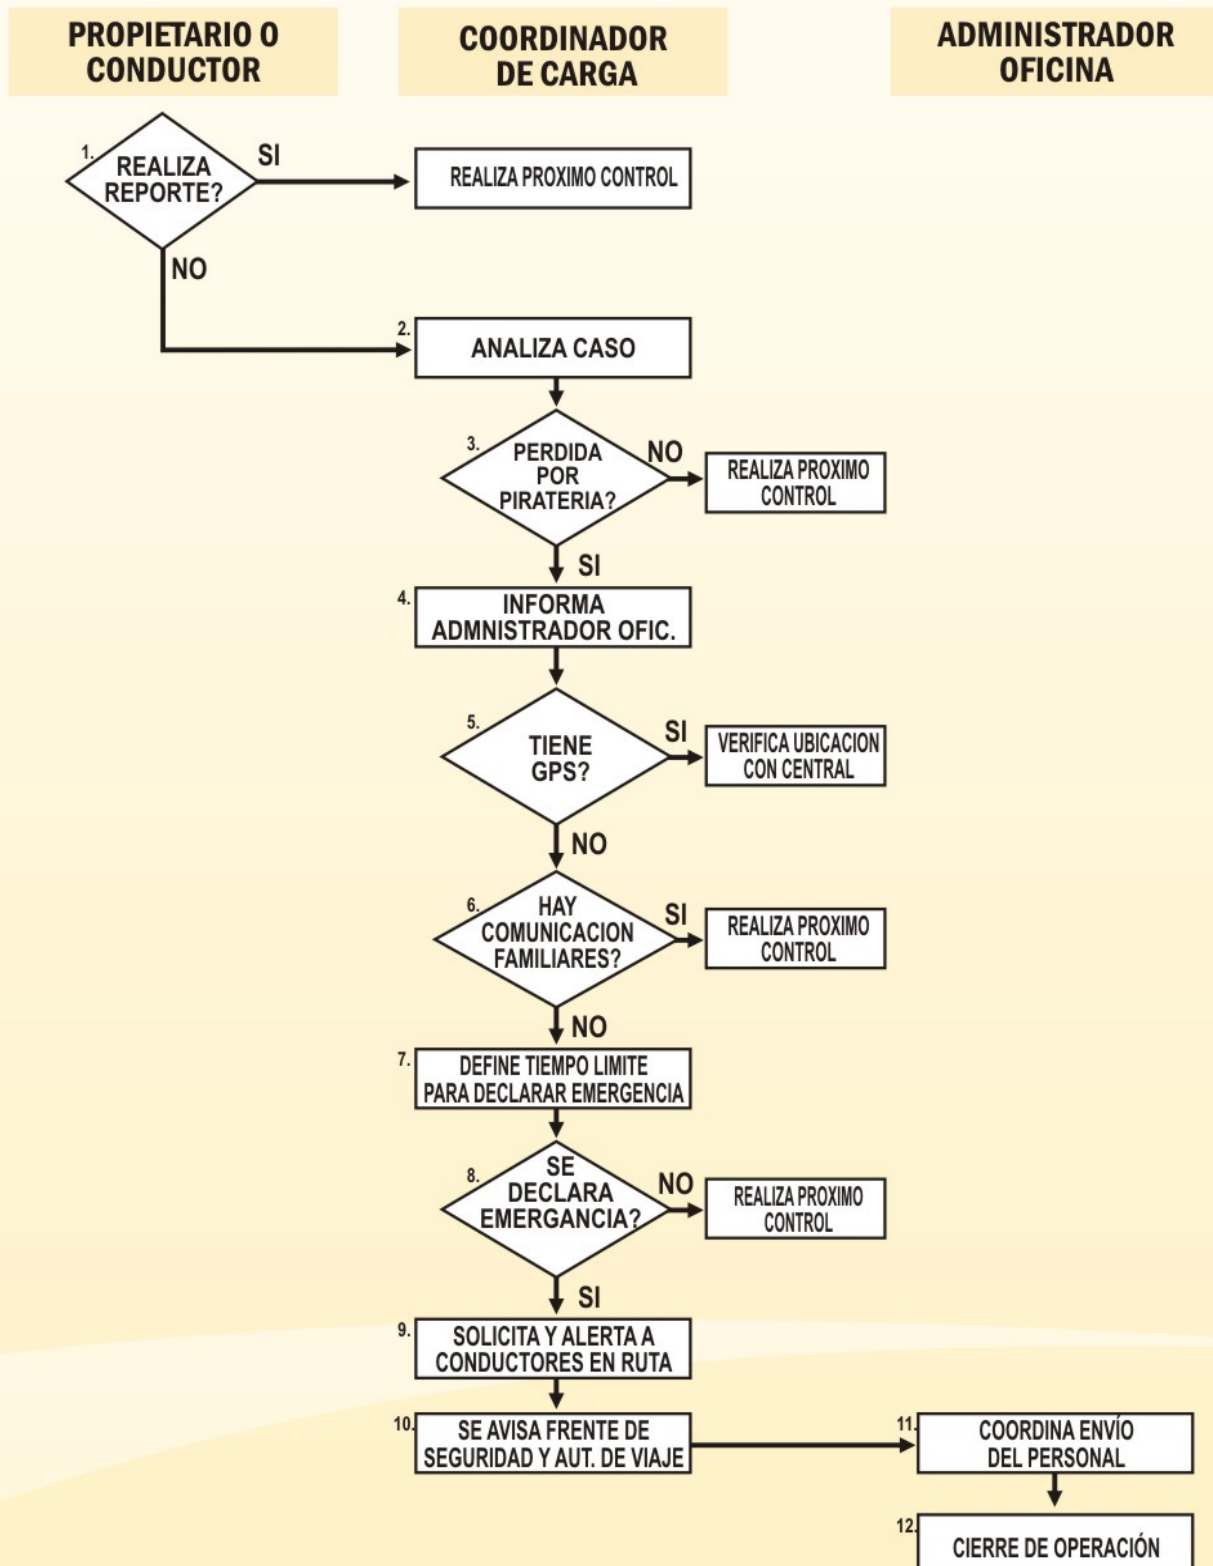 PROPIETARIO O
CONDUCTOR
COORDINADOR
DE CARGA
ADMINISTRADOR
OFICINA
1.
REALIZA
REPORTE?
SI
REALIZA PROXIMO CONTROL
NO
2.
ANALIZA CASO
3.
PERDIDA
POR
PIRATERIA?
NO
REALIZA PROXIMO
CONTROL
SI
4.
INFORMA
ADMNISTRADOR OFIC.
5.
TIENE
GPS?
SI
VERIFICA UBICACION
CON CENTRAL
NO
6.
HAY
COMUNICACION
FAMILIARES?
SI
REALIZA PROXIMO
CONTROL
NO
7.
DEFINE TIEMPO LIMITE
PARA DECLARAR EMERGENCIA
8.
SE
DECLARA
EMERGANCIA?
NO
REALIZA PROXIMO
CONTROL
SI
9.
SOLICITA Y ALERTA A
CONDUCTORES EN RUTA
10.
SE AVISA FRENTE DE
SEGURIDAD Y AUT. DE VIAJE
11.
COORDINA ENVÍO
DEL PERSONAL
12.
CIERRE DE OPERACIÓN